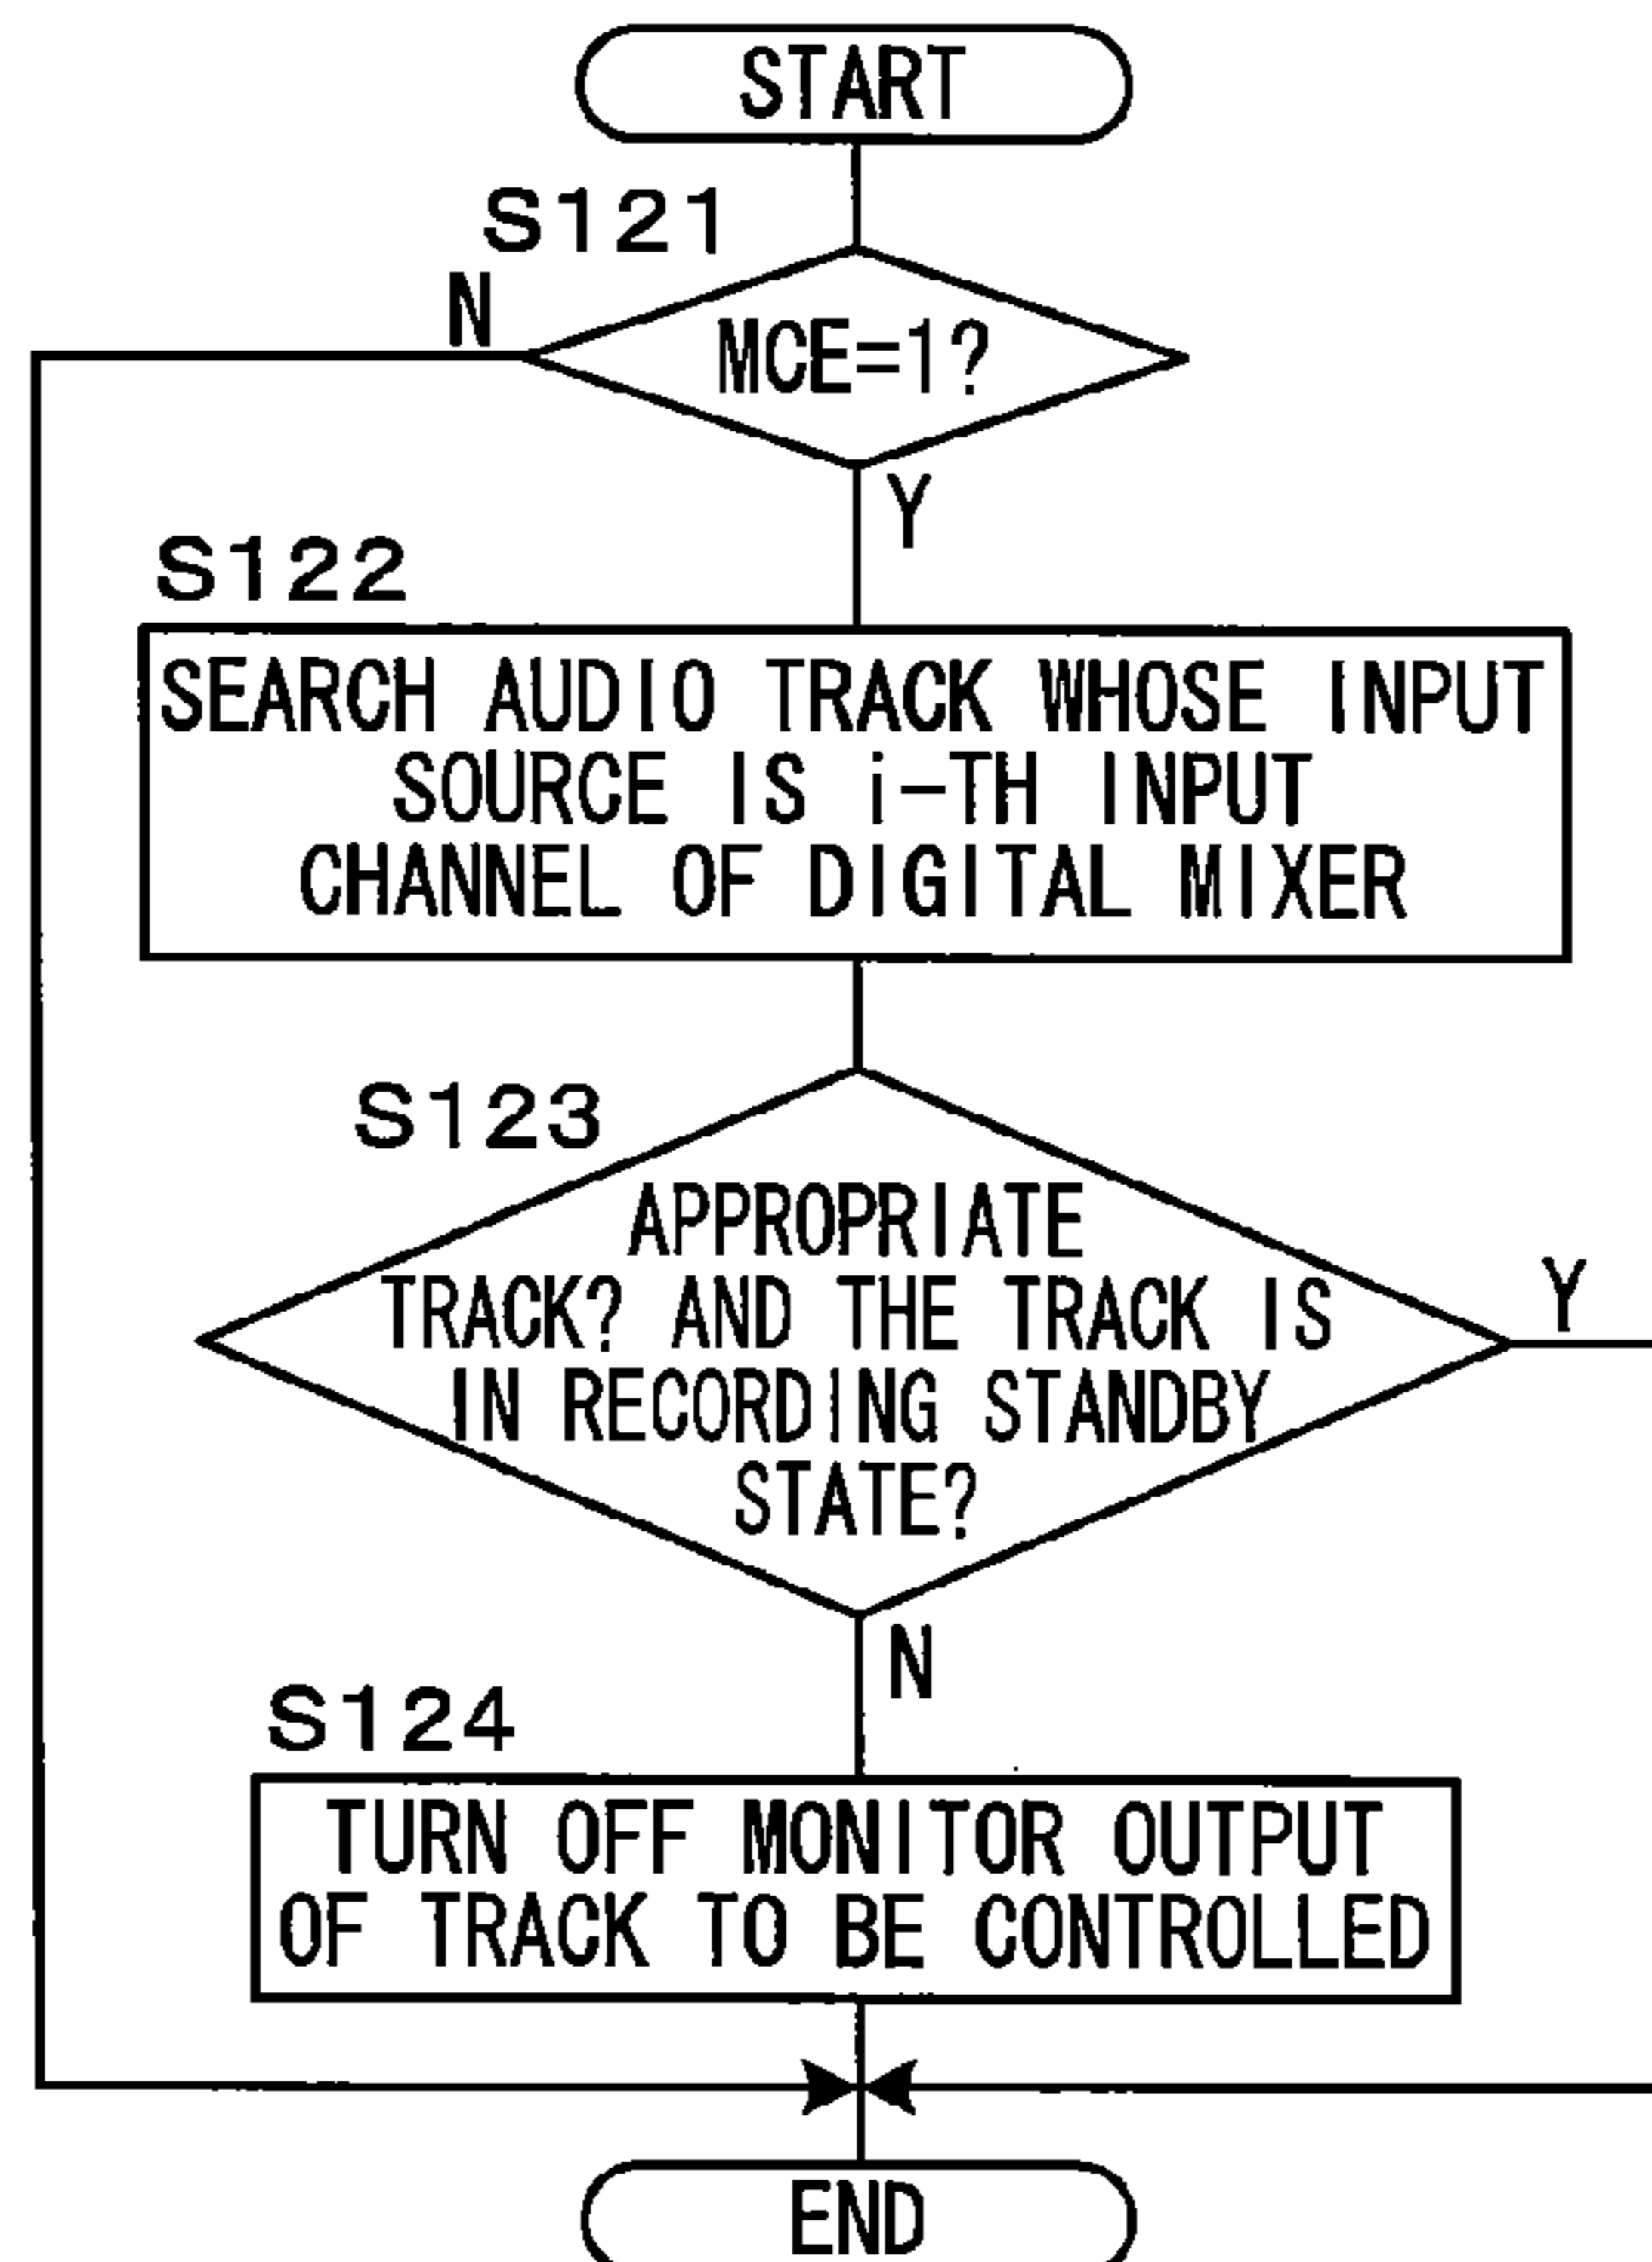 START
S121
N
MCE=1?
Y
S122
SEARCH AUDIO TRACK WHOSE INPUT
SOURCE IS i-TH INPUT
CHANNEL OF DIGITAL MIXER
S123
APPROPRIATE
TRACK? AND THE TRACK IS
IN RECORDING STANDBY
STATE?
Y
N
S124
TURN OFF MONITOR OUTPUT
OF TRACK TO BE CONTROLLED
END